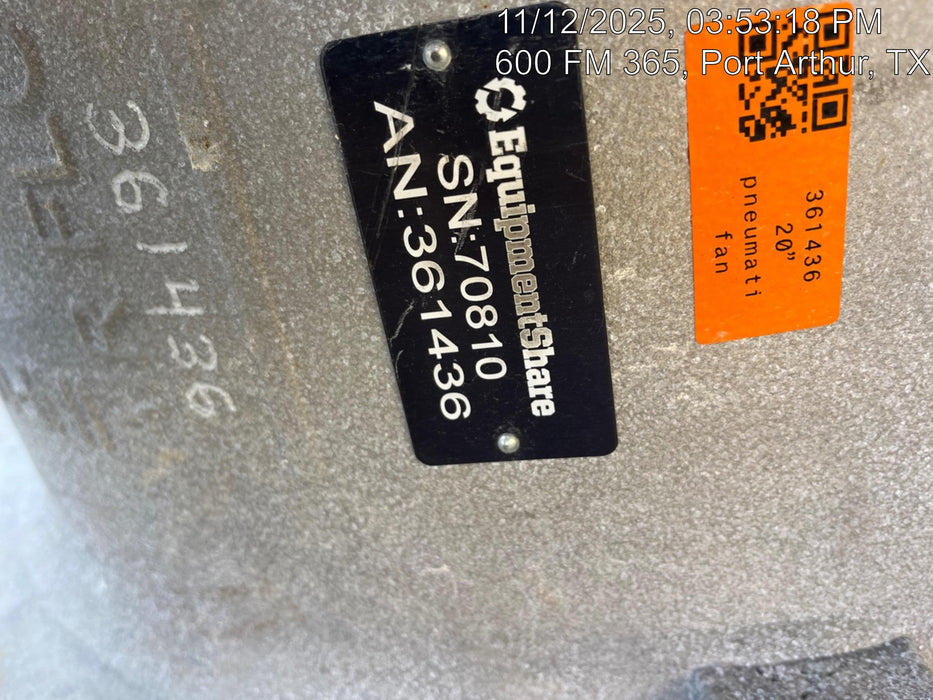 11/12/2025, 03:53:18 PM
600 FM 365, Port Arthur, TX
EquipmentShare
SN:70810
AN:361436
361436
20”
pneumati
fan
361436